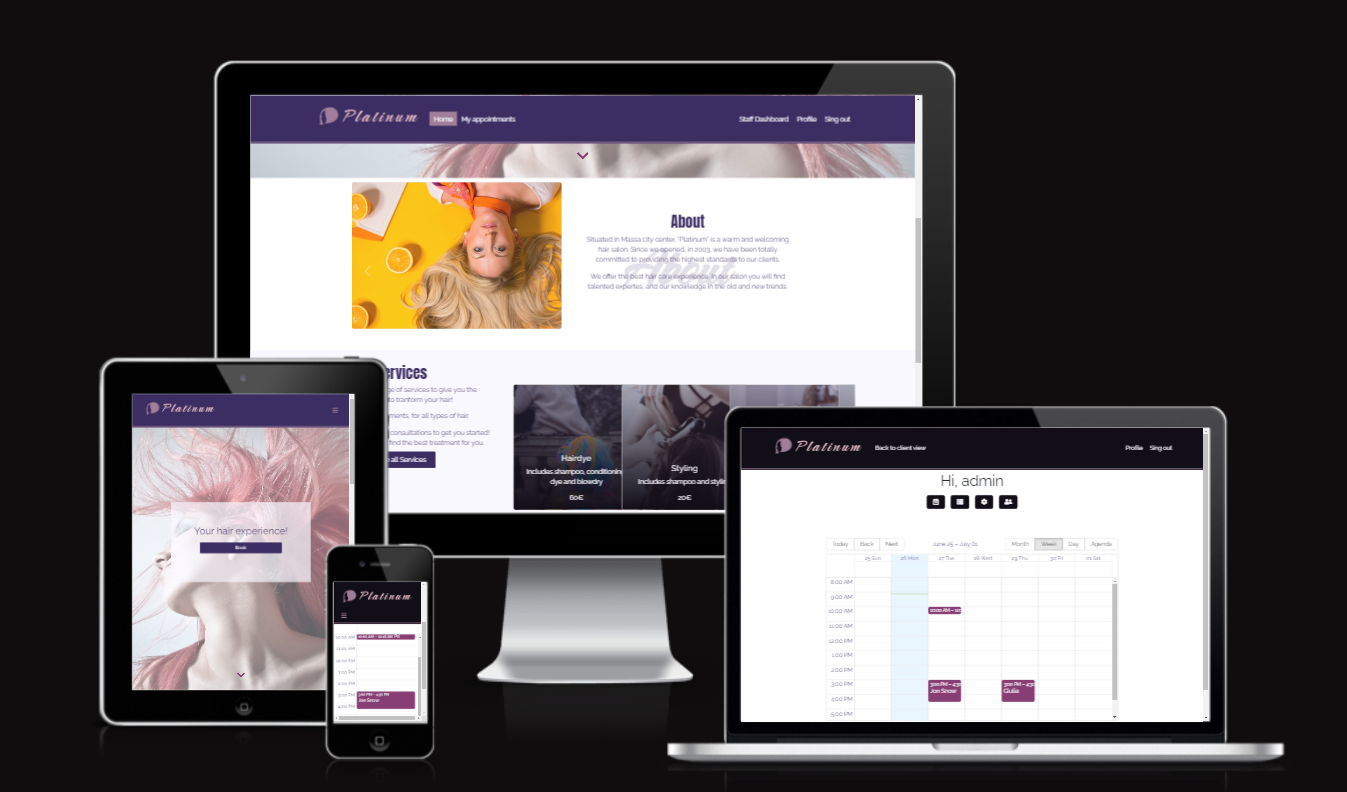 Platinum
Home
My appointments
Staff Dashboard
Profile
Sing out
About
About
Situated in Massa city center, 'Platinum' is a warm and welcoming
hair salon. Since we opened, in 2003, we have been totally
committed to providing the highest standards to our clients.
We offer the best hair care experience. In our salon you will find
talented expertes, and our knowledge in the old and new trends.
ervices
ge of services to give you the
to tranform your hair!
ments, for all types of hair.
consultations to get you started!
find the best treatment for you.
all Services
Hairdye
Includes shampoo, conditioning
dye and blowdry
60€
Styling
Includes shampoo and stylin
20€
Platinum
Your hair experience!
Book
Platinum
10:00 AM
11:00 AM
12:00 PM
1:00 PM
2:00 PM
3:00 PM
3:00 PM – 4:30 PM
Jon Snow
4:00 PM
Platinum
Back to client view
Profile
Sing out
Hi, admin
Today
Back
Next
June 25 – July 01
Month
Week
Day
Agenda
25 Sun
26 Mon
27 Tue
28 Wed
29 Thu
30 Fri
01 Sat
8:00 AM
9:00 AM
10:00 AM
10:00 AM – 10
11:00 AM
12:00 PM
1:00 PM
2:00 PM
3:00 PM
3:00 PM – 4:30
Jon Snow
3:00 PM – 4:30
Giulia
4:00 PM
5:00 PM